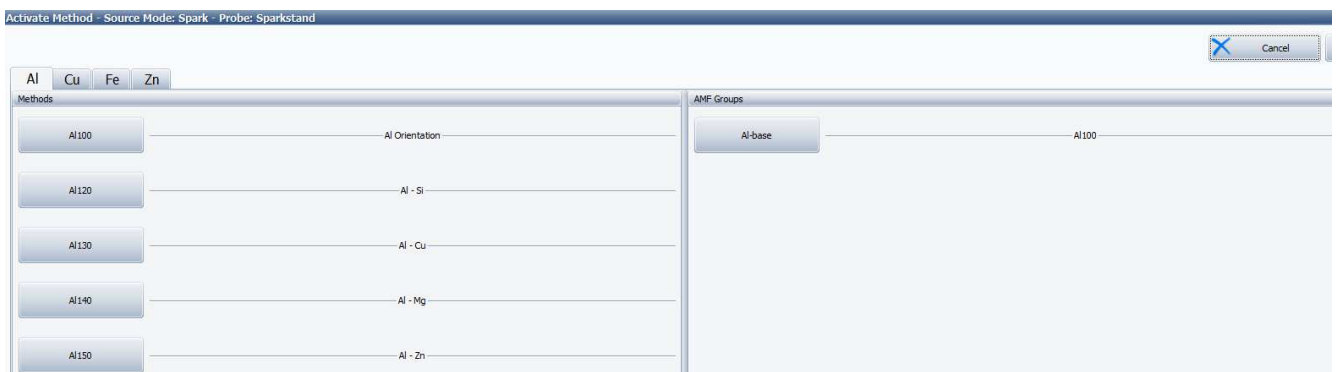 Activate Method - Source Mode: Spark - Probe: Sparkstand
Cancel
Al Cu Fe Zn
Methods
AMF Groups
Al100 Al Orientation
Al-base Al100
Al120 Al - Si
Al130 Al - Cu
Al140 Al - Mg
Al150 Al - Zn